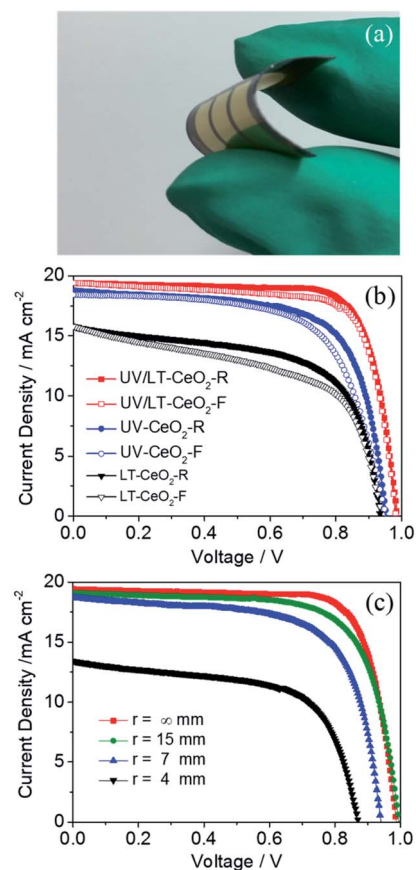 (a)
(b)
Current Density / mA cm⁻²
20
15
10
5
0
UV/LT-CeO₂-R
UV/LT-CeO₂-F
UV-CeO₂-R
UV-CeO₂-F
LT-CeO₂-R
LT-CeO₂-F
0.0 0.2 0.4 0.6 0.8 1.0
Voltage / V
(c)
Current Density /mA cm⁻²
20
15
10
5
0
r = ∞ mm
r = 15 mm
r = 7 mm
r = 4 mm
0.0 0.2 0.4 0.6 0.8 1.0
Voltage / V